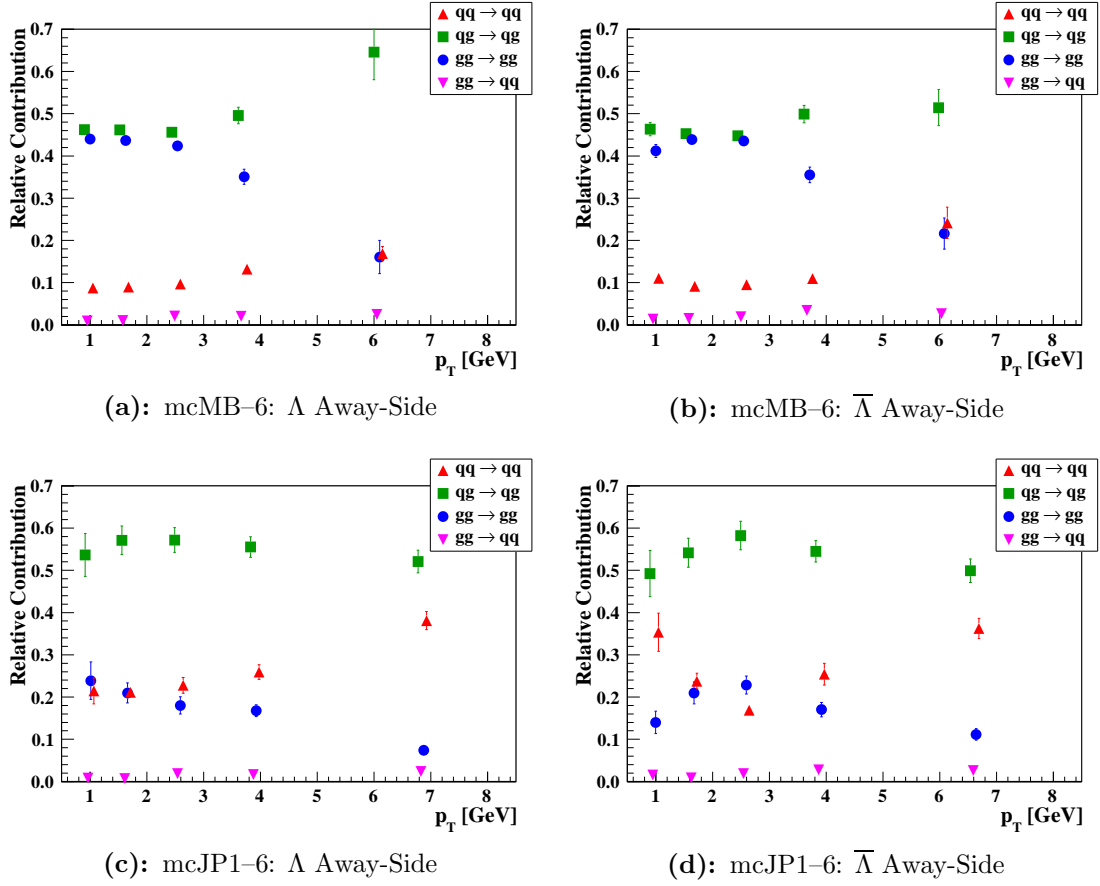 Relative Contribution
0.7
0.6
0.5
0.4
0.3
0.2
0.1
0.0
qq → qq
qg → qg
gg → gg
gg → qq
1 2 3 4 5 6 7 8
p_T [GeV]
(a): mcMB–6: Λ Away-Side
Relative Contribution
0.7
0.6
0.5
0.4
0.3
0.2
0.1
0.0
qq → qq
qg → qg
gg → gg
gg → qq
1 2 3 4 5 6 7 8
p_T [GeV]
(b): mcMB–6: Λ̅ Away-Side
Relative Contribution
0.7
0.6
0.5
0.4
0.3
0.2
0.1
0.0
qq → qq
qg → qg
gg → gg
gg → qq
1 2 3 4 5 6 7 8
p_T [GeV]
(c): mcJP1–6: Λ Away-Side
Relative Contribution
0.7
0.6
0.5
0.4
0.3
0.2
0.1
0.0
qq → qq
qg → qg
gg → gg
gg → qq
1 2 3 4 5 6 7 8
p_T [GeV]
(d): mcJP1–6: Λ̅ Away-Side